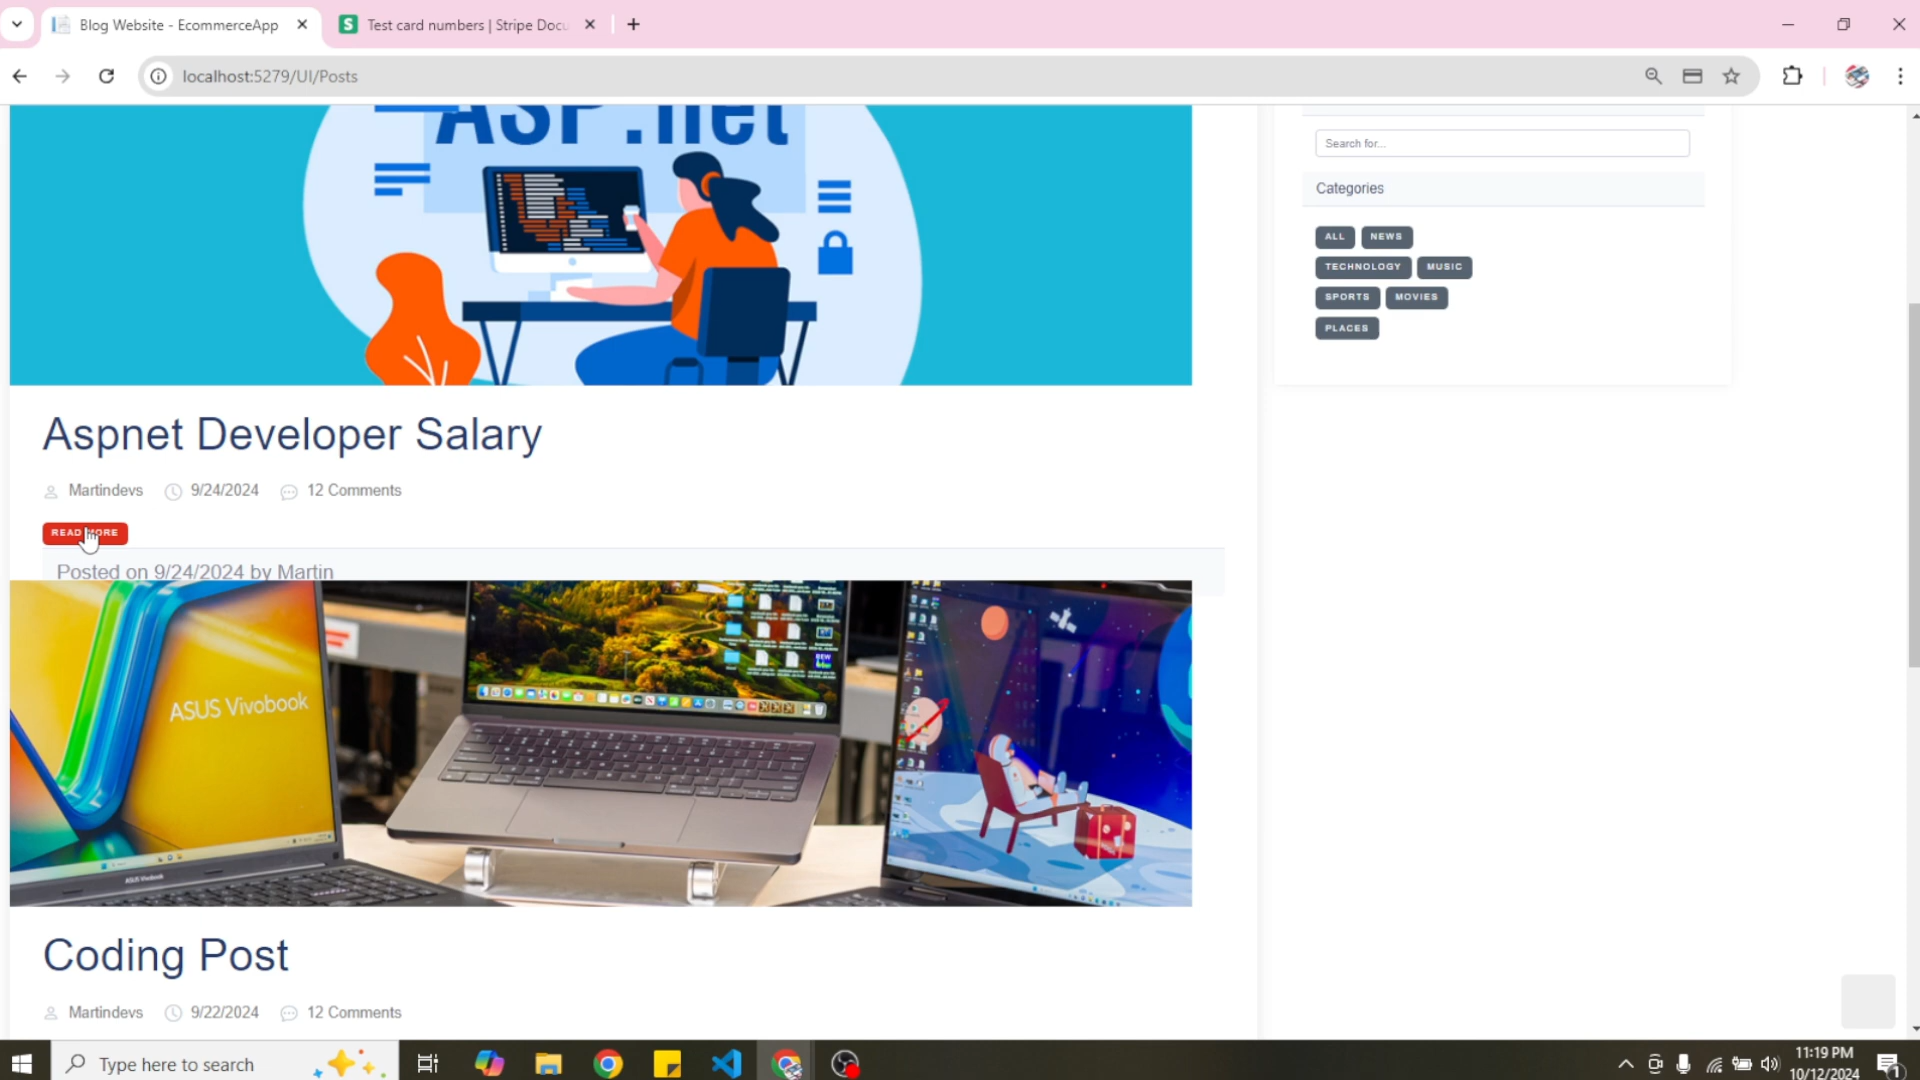 Blog Website - EcommerceApp
Test card numbers | Stripe Docu
localhost:5279/UI/Posts
ASP.net
Search for...
Categories
ALL NEWS
TECHNOLOGY MUSIC
SPORTS MOVIES
PLACES
Aspnet Developer Salary
Martindevs 9/24/2024 12 Comments
READ MORE
Posted on 9/24/2024 by Martin
ASUS Vivobook
ASUS Vivobook
Coding Post
Martindevs 9/22/2024 12 Comments
Type here to search
11:19 PM
10/12/2024
1